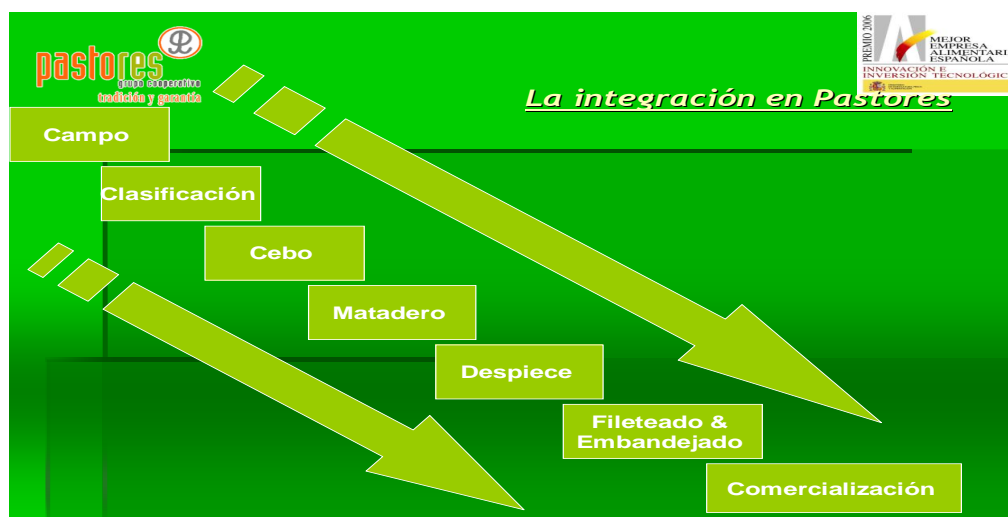 pastores
grupo cooperativo
tradición y garantía
PREMIO 2006
MEJOR
EMPRESA
ALIMENTARI
ESPAÑOLA
INNOVACIÓN E
INVERSIÓN TECNOLÓGIC
La integración en Pastores
Campo
Clasificación
Cebo
Matadero
Despiece
Fileteado &
Embandejado
Comercialización